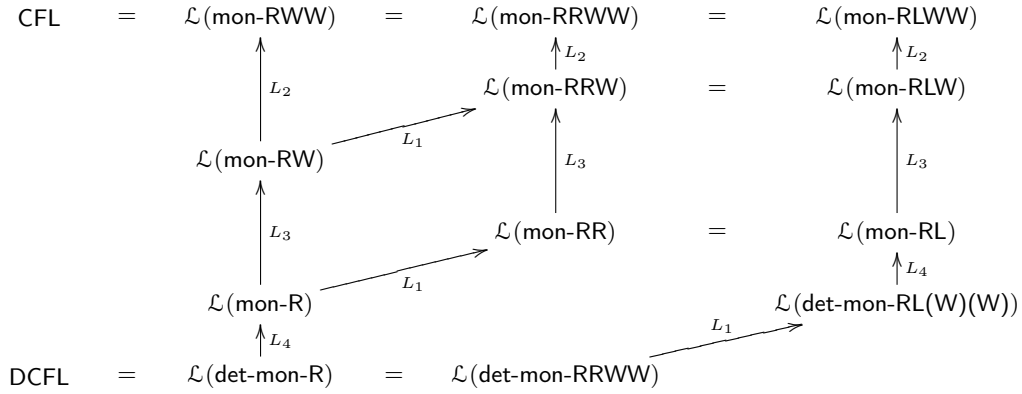 CFL = ℒ(mon-RWW) = ℒ(mon-RRWW) = ℒ(mon-RLWW)
L₂ L₂ L₂
ℒ(mon-RRW) = ℒ(mon-RLW)
L₁
ℒ(mon-RW) L₃ L₃
L₃ ℒ(mon-RR) = ℒ(mon-RL)
L₁ L₄
ℒ(mon-R) ℒ(det-mon-RL(W)(W))
L₄ L₁
DCFL = ℒ(det-mon-R) = ℒ(det-mon-RRWW)